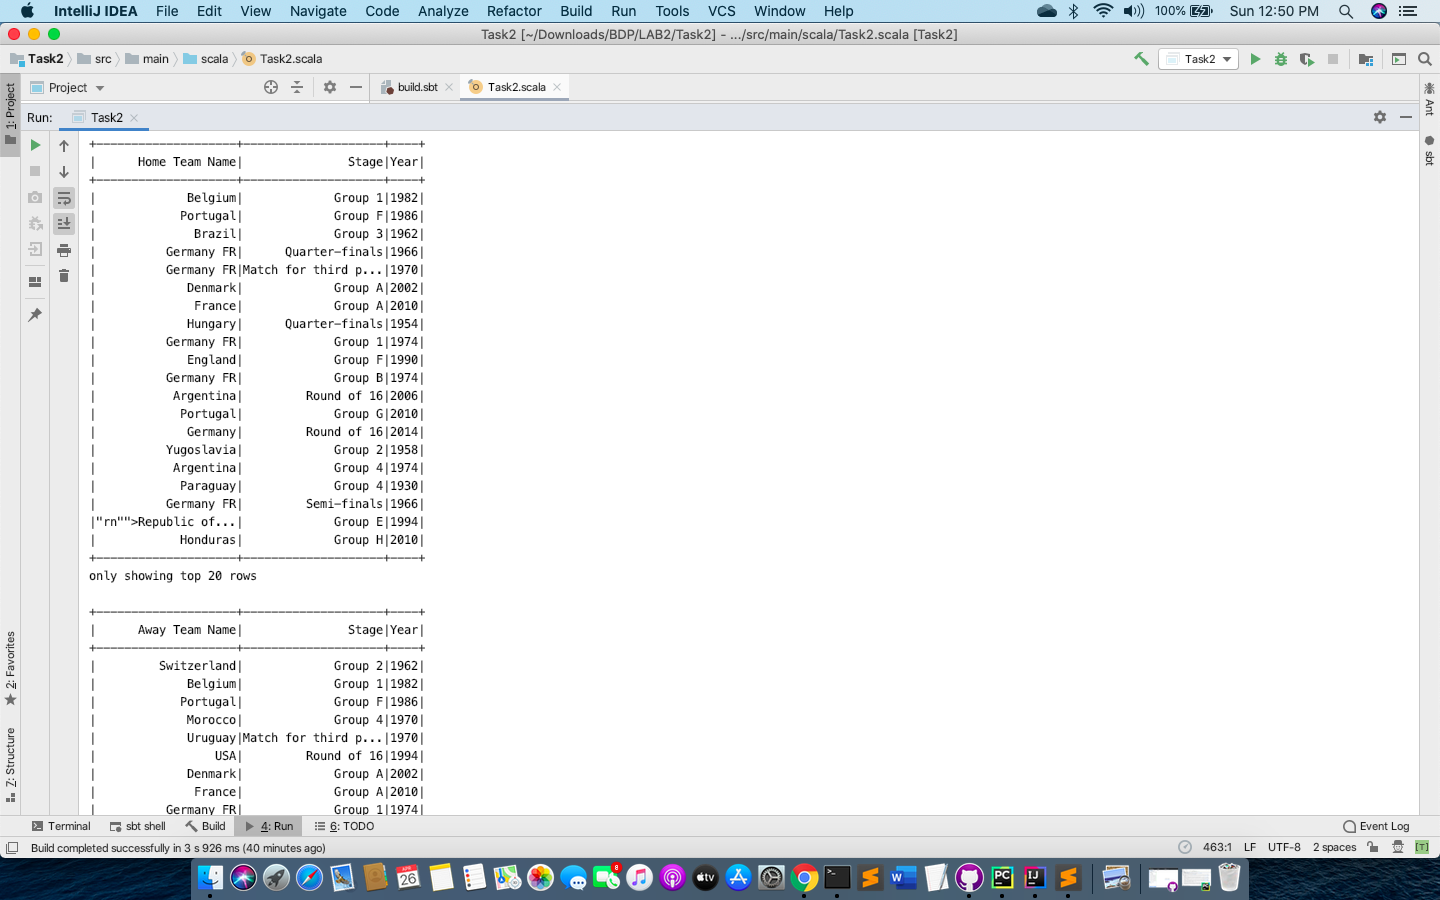 IntelliJ IDEA File Edit View Navigate Code Analyze Refactor Build Run Tools VCS Window Help 100% Sun 12:50 PM
Task2 [~/Downloads/BDP/LAB2/Task2] - .../src/main/scala/Task2.scala [Task2]
Task2 src main scala Task2.scala Task2
1: Project
Project build.sbt Task2.scala
Ant
sbt
Run: Task2
+--------------------+--------------------+----+
|      Home Team Name|               Stage|Year|
+--------------------+--------------------+----+
|             Belgium|             Group 1|1982|
|            Portugal|             Group F|1986|
|              Brazil|             Group 3|1962|
|          Germany FR|      Quarter-finals|1966|
|          Germany FR|Match for third p...|1970|
|             Denmark|             Group A|2002|
|              France|             Group A|2010|
|             Hungary|      Quarter-finals|1954|
|          Germany FR|             Group 1|1974|
|             England|             Group F|1990|
|          Germany FR|             Group B|1974|
|           Argentina|         Round of 16|2006|
|            Portugal|             Group G|2010|
|             Germany|         Round of 16|2014|
|          Yugoslavia|             Group 2|1958|
|           Argentina|             Group 4|1974|
|            Paraguay|             Group 4|1930|
|          Germany FR|         Semi-finals|1966|
|"rn"">Republic of...|             Group E|1994|
|            Honduras|             Group H|2010|
+--------------------+--------------------+----+
only showing top 20 rows
+--------------------+--------------------+----+
|      Away Team Name|               Stage|Year|
+--------------------+--------------------+----+
|         Switzerland|             Group 2|1962|
|             Belgium|             Group 1|1982|
|            Portugal|             Group F|1986|
|             Morocco|             Group 4|1970|
|             Uruguay|Match for third p...|1970|
|                 USA|         Round of 16|1994|
|             Denmark|             Group A|2002|
|              France|             Group A|2010|
|          Germany FR|             Group 1|1974|
2: Favorites
7: Structure
Terminal sbt shell Build 4: Run 6: TODO Event Log
Build completed successfully in 3 s 926 ms (40 minutes ago) 463:1 LF UTF-8 2 spaces [T]
26 8 tv W PC IJ